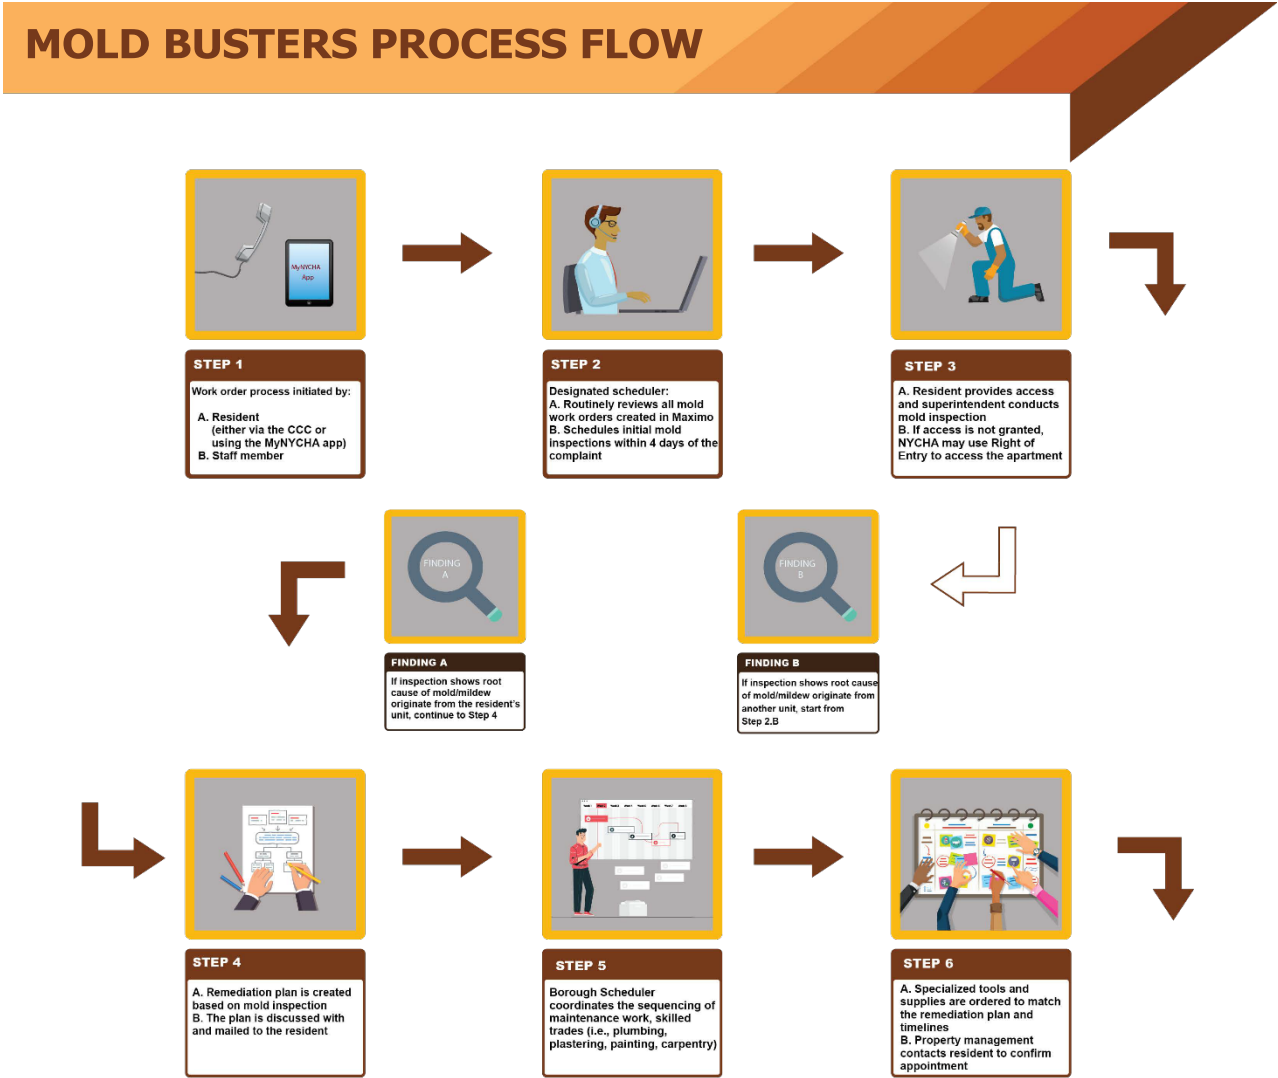 MOLD BUSTERS PROCESS FLOW
MyNYCHA
App
STEP 1
Work order process initiated by:
A. Resident
(either via the CCC or
using the MyNYCHA app)
B. Staff member
STEP 2
Designated scheduler:
A. Routinely reviews all mold
work orders created in Maximo
B. Schedules initial mold
inspections within 4 days of the
complaint
STEP 3
A. Resident provides access
and superintendent conducts
mold inspection
B. If access is not granted,
NYCHA may use Right of
Entry to access the apartment
FINDING
A
FINDING A
If inspection shows root
cause of mold/mildew
originate from the resident's
unit, continue to Step 4
FINDING
B
FINDING B
If inspection shows root cause
of mold/mildew originate from
another unit, start from
Step 2.B
STEP 4
A. Remediation plan is created
based on mold inspection
B. The plan is discussed with
and mailed to the resident
STEP 5
Borough Scheduler
coordinates the sequencing of
maintenance work, skilled
trades (i.e., plumbing,
plastering, painting, carpentry)
STEP 6
A. Specialized tools and
supplies are ordered to match
the remediation plan and
timelines
B. Property management
contacts resident to confirm
appointment